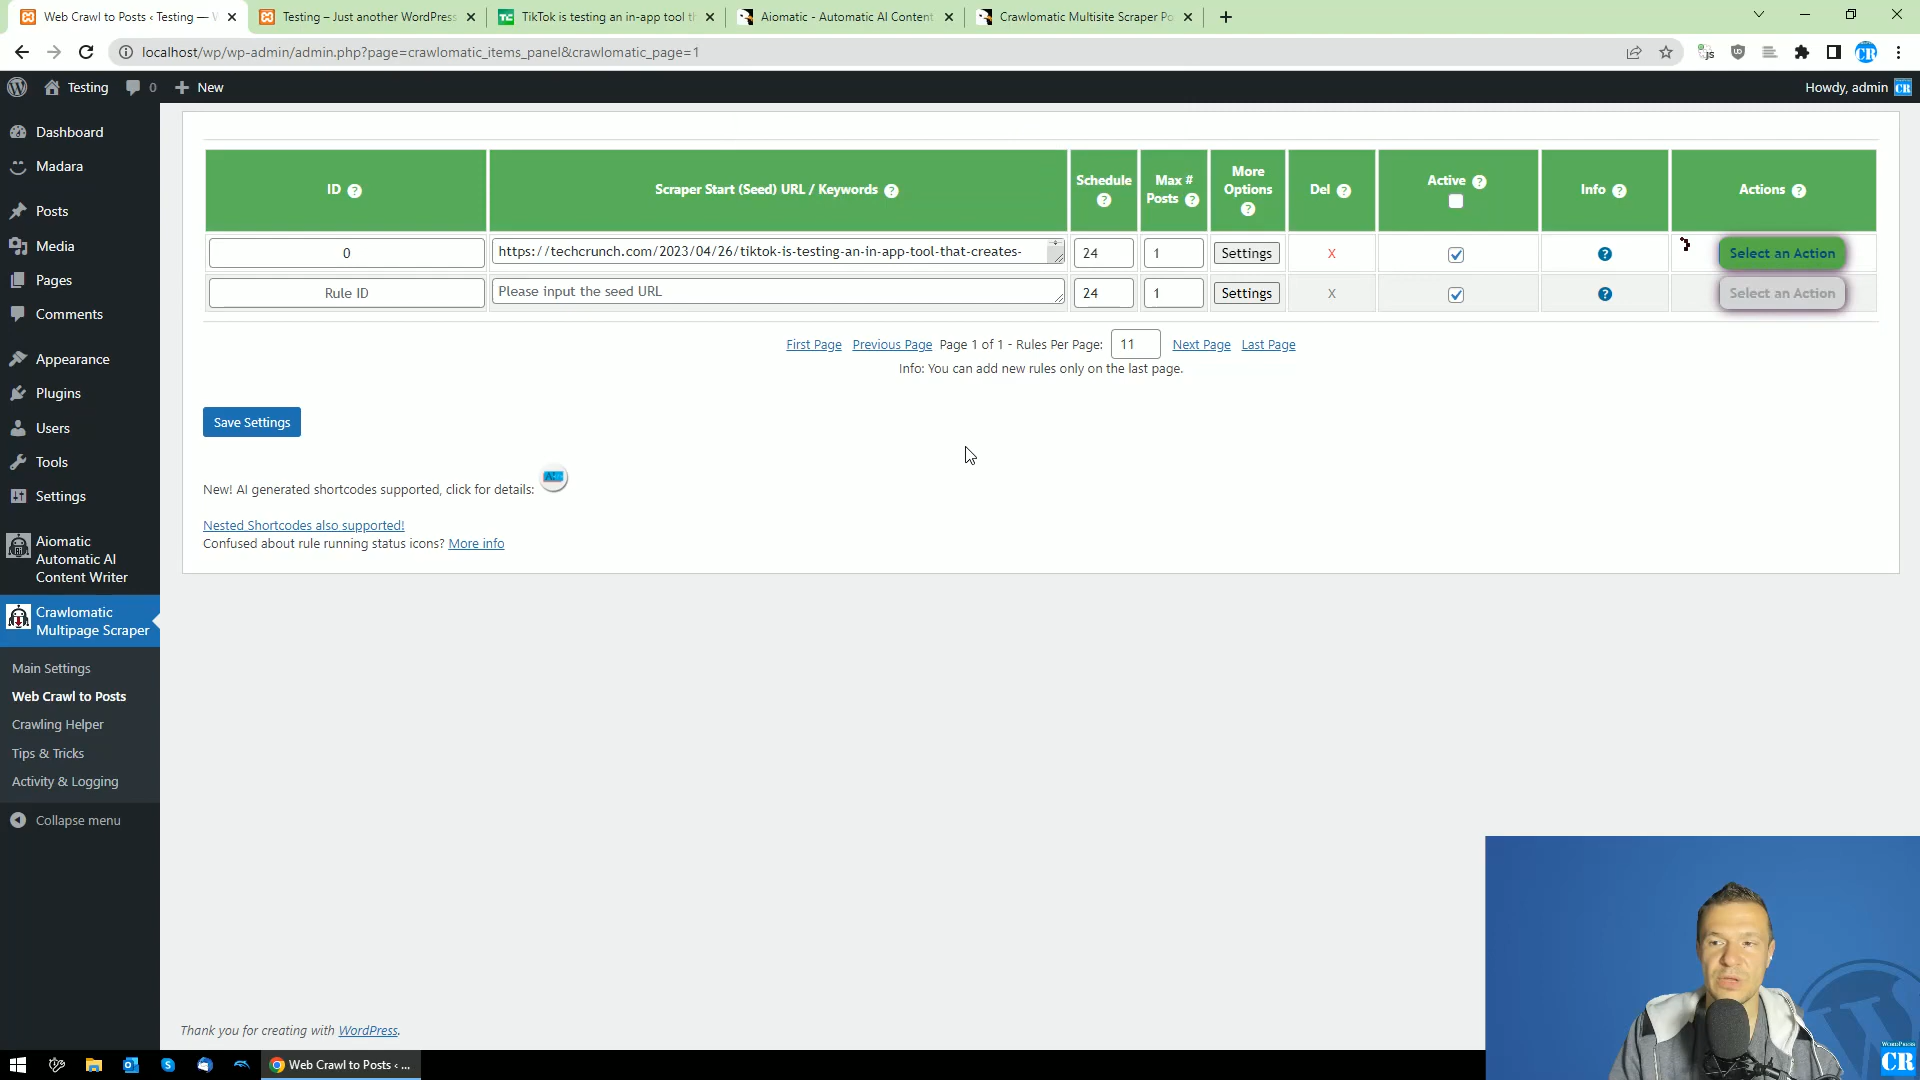 Web Crawl to Posts ‹ Testing — W
Testing – Just another WordPress
TikTok is testing an in-app tool th
Aiomatic - Automatic AI Content
Crawlomatic Multisite Scraper Po
localhost/wp/wp-admin/admin.php?page=crawlomatic_items_panel&crawlomatic_page=1
Testing
0
New
Howdy, admin
Dashboard
Madara
Posts
Media
Pages
Comments
Appearance
Plugins
Users
Tools
Settings
Aiomatic
Automatic AI
Content Writer
Crawlomatic
Multipage Scraper
Main Settings
Web Crawl to Posts
Crawling Helper
Tips & Tricks
Activity & Logging
Collapse menu
ID ?
Scraper Start (Seed) URL / Keywords ?
Schedule ?
Max # Posts ?
More Options ?
Del ?
Active ?
Info ?
Actions ?
0
https://techcrunch.com/2023/04/26/tiktok-is-testing-an-in-app-tool-that-creates-
24
1
Settings
X
?
Select an Action
Rule ID
Please input the seed URL
24
1
Settings
X
?
Select an Action
First Page Previous Page Page 1 of 1 - Rules Per Page: 11 Next Page Last Page
Info: You can add new rules only on the last page.
Save Settings
New! AI generated shortcodes supported, click for details:
Nested Shortcodes also supported!
Confused about rule running status icons? More info
Thank you for creating with WordPress.
Web Crawl to Posts ‹ ...
WORDPRESS
CR